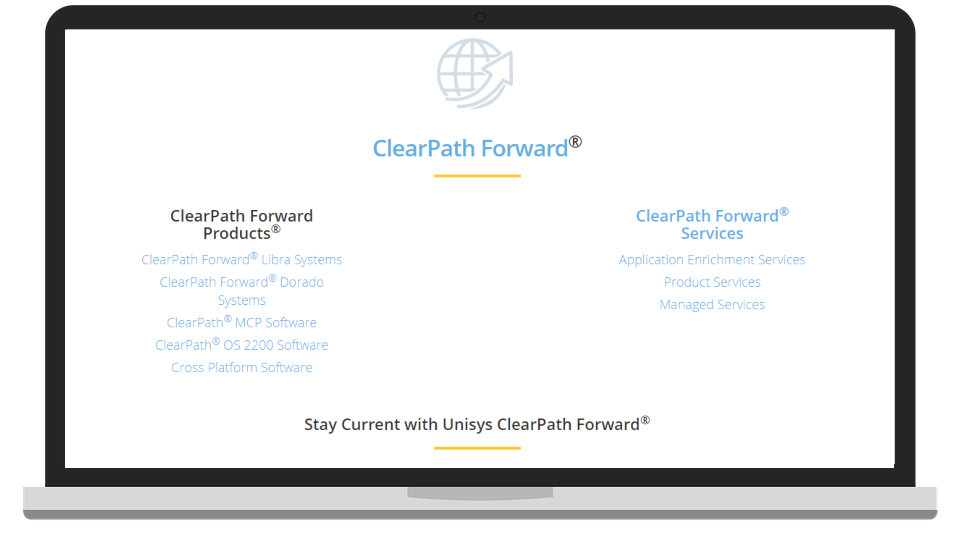 ClearPath Forward®
ClearPath Forward
Products®
ClearPath Forward® Libra Systems
ClearPath Forward® Dorado
Systems
ClearPath® MCP Software
ClearPath® OS 2200 Software
Cross Platform Software
ClearPath Forward®
Services
Application Enrichment Services
Product Services
Managed Services
Stay Current with Unisys ClearPath Forward®